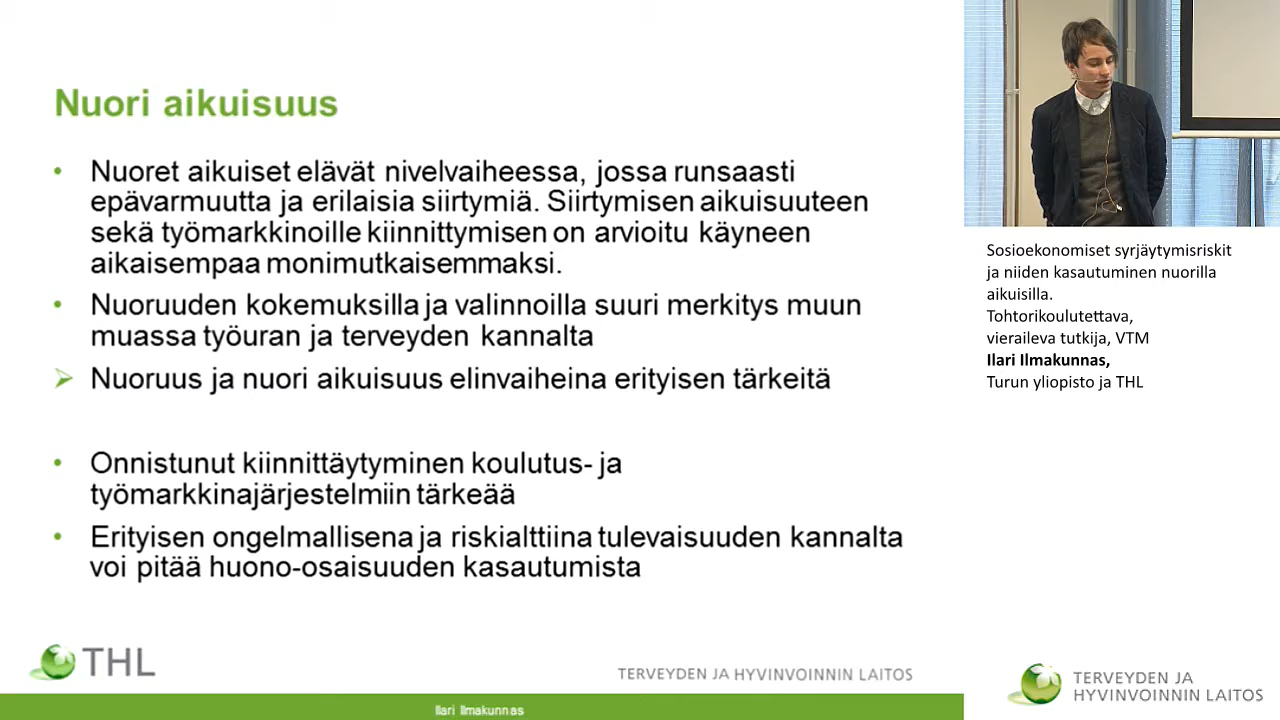 Nuori aikuisuus
• Nuoret aikuiset elävät nivelvaiheessa, jossa runsaasti
epävarmuutta ja erilaisia siirtymiä. Siirtymisen aikuisuuteen
sekä työmarkkinoille kiinnittymisen on arvioitu käyneen
aikaisempaa monimutkaisemmaksi.
• Nuoruuden kokemuksilla ja valinnoilla suuri merkitys muun
muassa työuran ja terveyden kannalta
➢ Nuoruus ja nuori aikuisuus elinvaiheina erityisen tärkeitä
• Onnistunut kiinnittäytyminen koulutus- ja
työmarkkinajärjestelmiin tärkeää
• Erityisen ongelmallisena ja riskialttiina tulevaisuuden kannalta
voi pitää huono-osaisuuden kasautumista
THL
TERVEYDEN JA HYVINVOINNIN LAITOS
Ilari Ilmakunnas
Sosioekonomiset syrjäytymisriskit
ja niiden kasautuminen nuorilla
aikuisilla.
Tohtorikoulutettava,
vieraileva tutkija, VTM
Ilari Ilmakunnas,
Turun yliopisto ja THL
TERVEYDEN JA
HYVINVOINNIN LAITOS